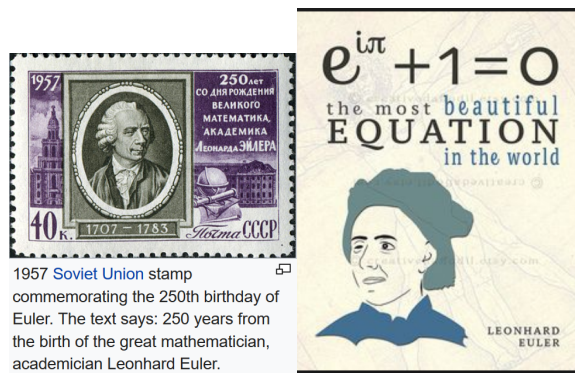 1957
250 лет
СО ДНЯ РОЖДЕНИЯ
ВЕЛИКОГО
МАТЕМАТИКА,
АКАДЕМИКА
ЛЕОНАРДА ЭЙЛЕРА
40 К.
1707 – 1783
Почта СССР
1957 Soviet Union stamp
commemorating the 250th birthday of
Euler. The text says: 250 years from
the birth of the great mathematician,
academician Leonhard Euler.
e^{iπ} + 1 = 0
the most beautiful
EQUATION
in the world
LEONHARD
EULER